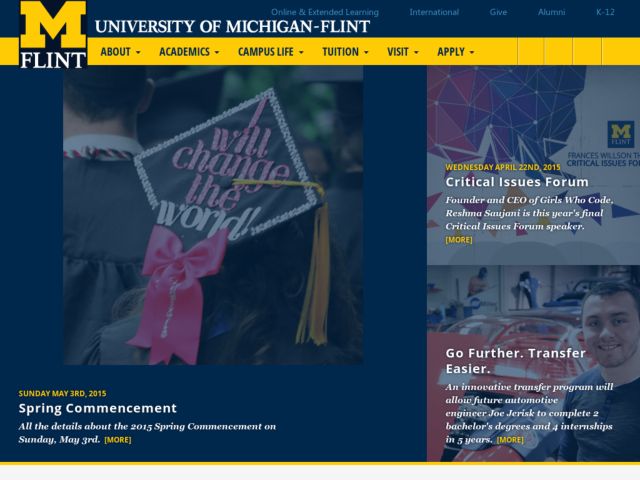 Online & Extended Learning International Give Alumni K-12
M
FLINT
UNIVERSITY OF MICHIGAN-FLINT
ABOUT ACADEMICS CAMPUS LIFE TUITION VISIT APPLY
I
will
change
the
world!
SUNDAY MAY 3RD, 2015
Spring Commencement
All the details about the 2015 Spring Commencement on
Sunday, May 3rd. [MORE]
M
FLINT
FRANCES WILLSON TH
CRITICAL ISSUES FOR
WEDNESDAY APRIL 22ND, 2015
Critical Issues Forum
Founder and CEO of Girls Who Code,
Reshma Saujani is this year's final
Critical Issues Forum speaker.
[MORE]
Go Further. Transfer
Easier.
An innovative transfer program will
allow future automotive
engineer Joe Jerisk to complete 2
bachelor's degrees and 4 internships
in 5 years. [MORE]